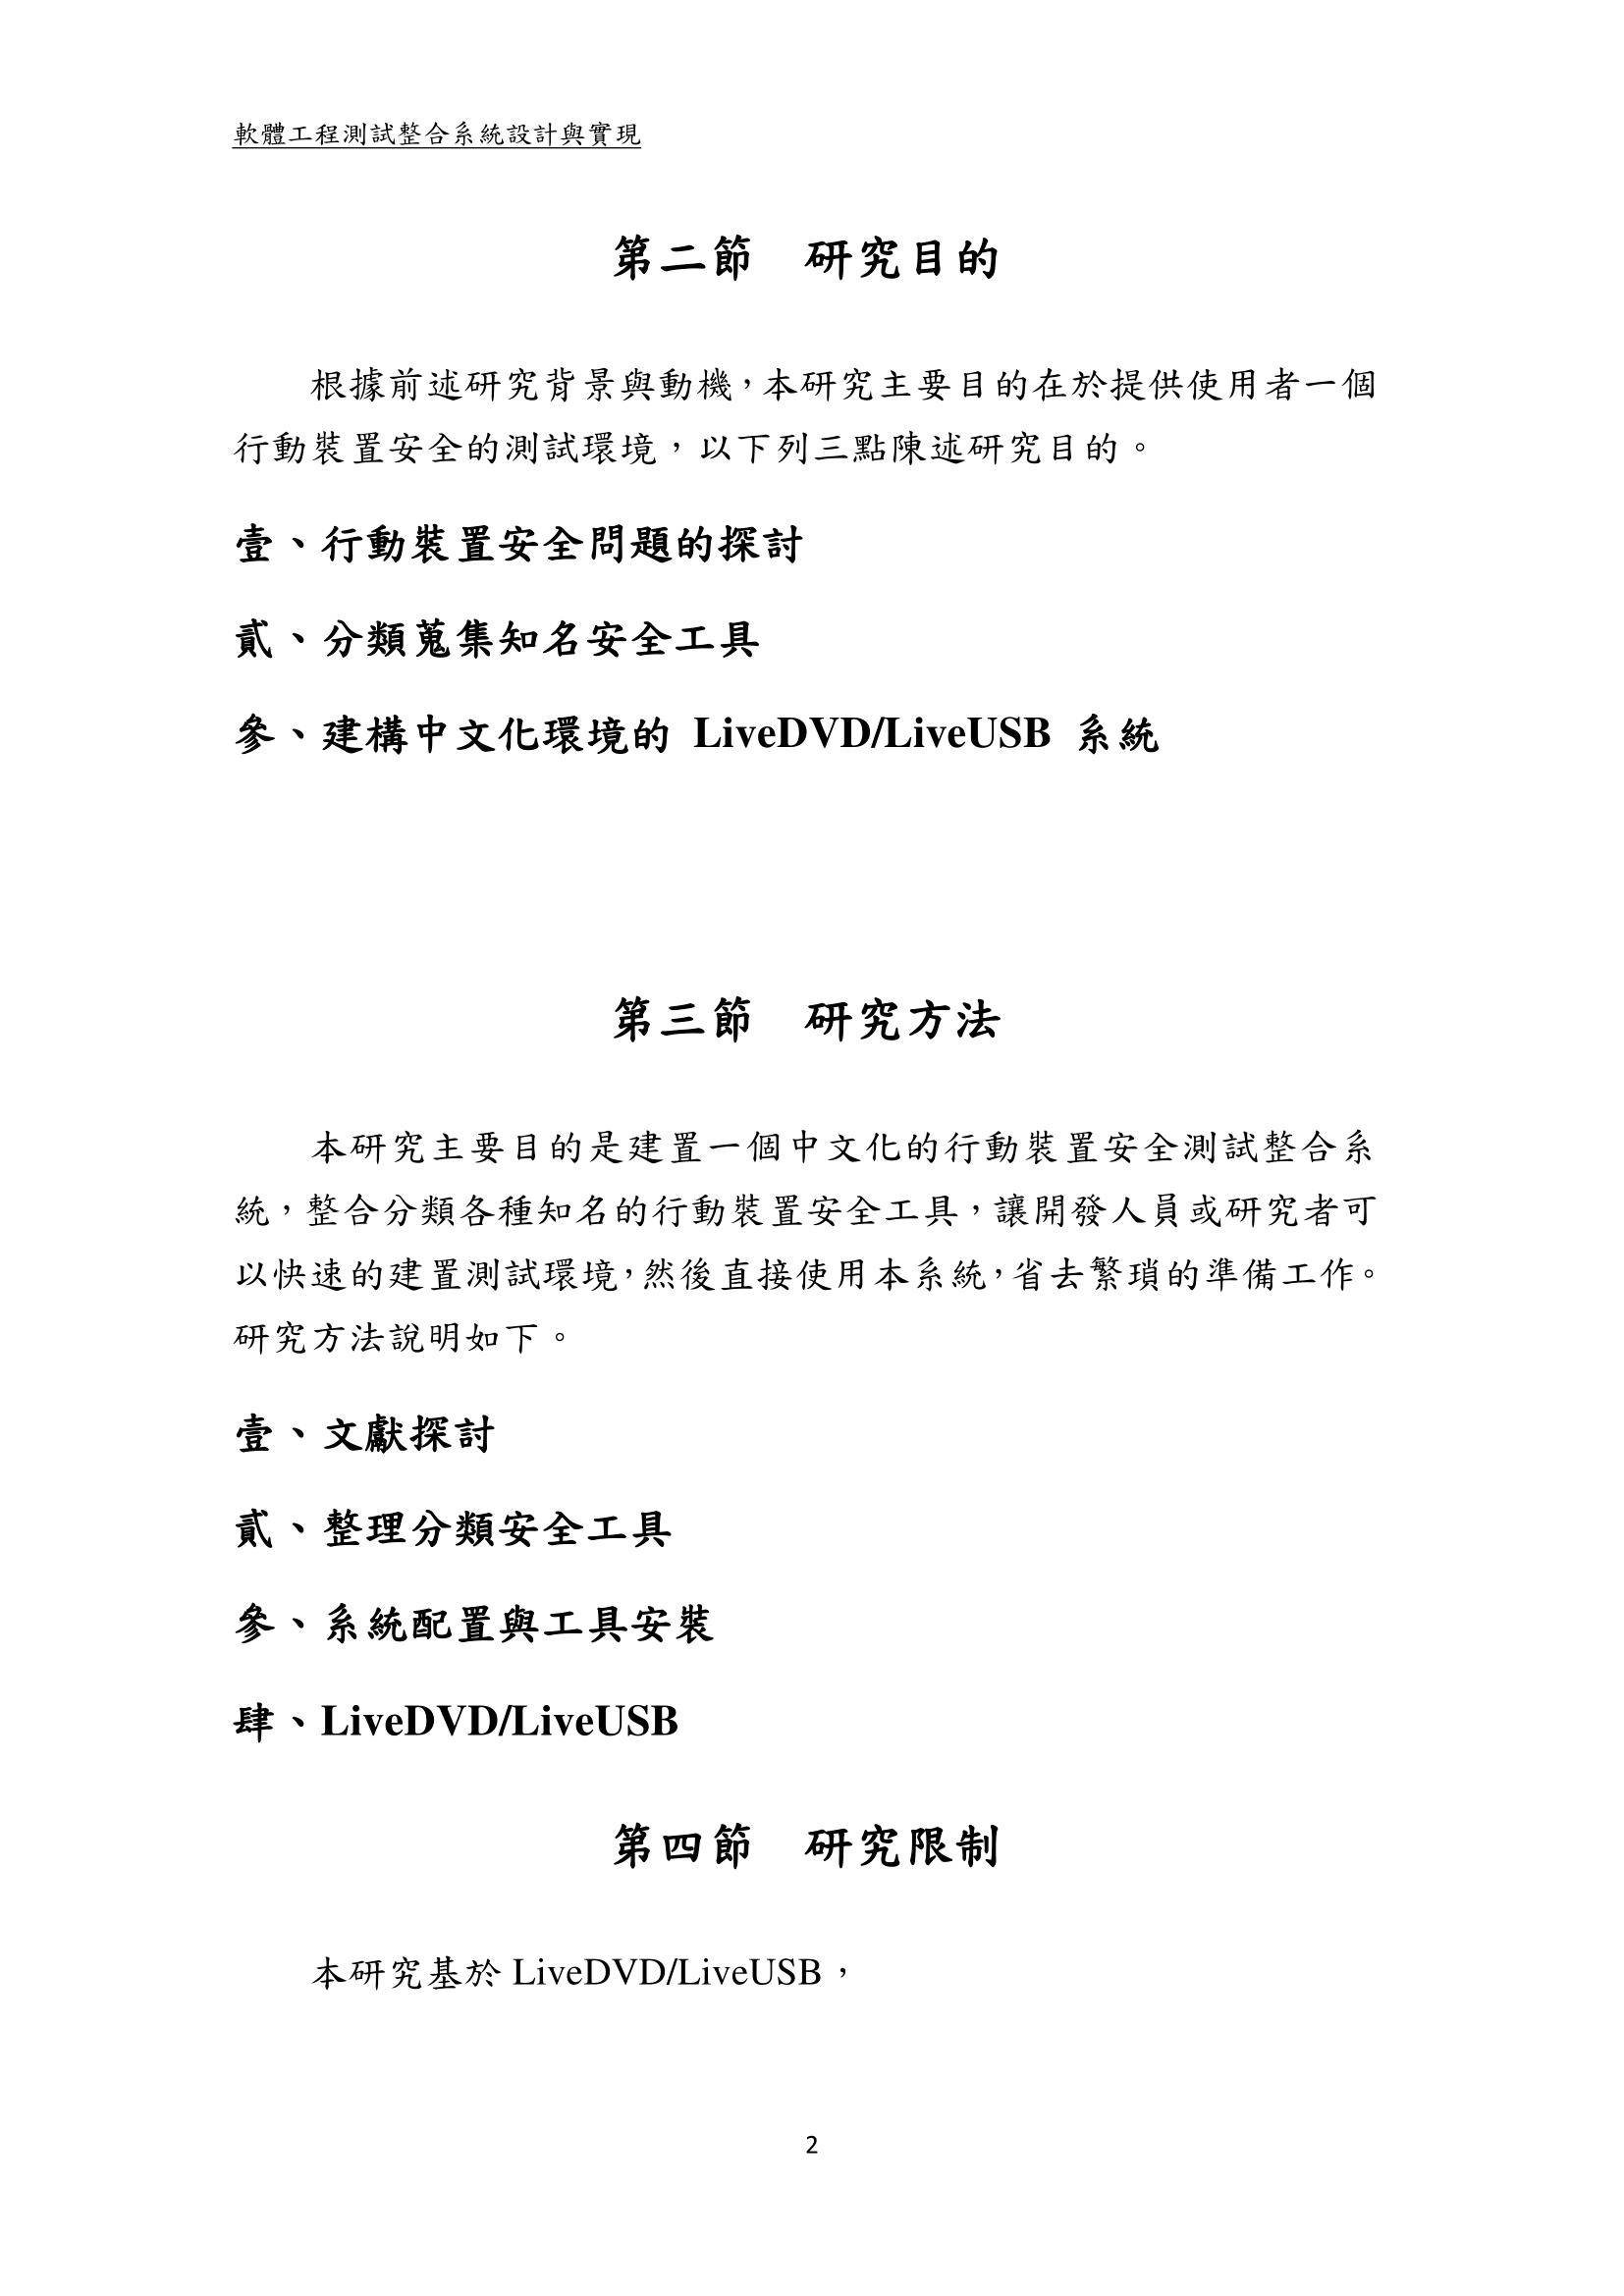 軟體工程測試整合系統設計與實現
第二節　研究目的
根據前述研究背景與動機，本研究主要目的在於提供使用者一個
行動裝置安全的測試環境，以下列三點陳述研究目的。
壹、行動裝置安全問題的探討
貳、分類蒐集知名安全工具
參、建構中文化環境的 LiveDVD/LiveUSB 系統
第三節　研究方法
本研究主要目的是建置一個中文化的行動裝置安全測試整合系
統，整合分類各種知名的行動裝置安全工具，讓開發人員或研究者可
以快速的建置測試環境，然後直接使用本系統，省去繁瑣的準備工作。
研究方法說明如下。
壹、文獻探討
貳、整理分類安全工具
參、系統配置與工具安裝
肆、LiveDVD/LiveUSB
第四節　研究限制
本研究基於 LiveDVD/LiveUSB，
2